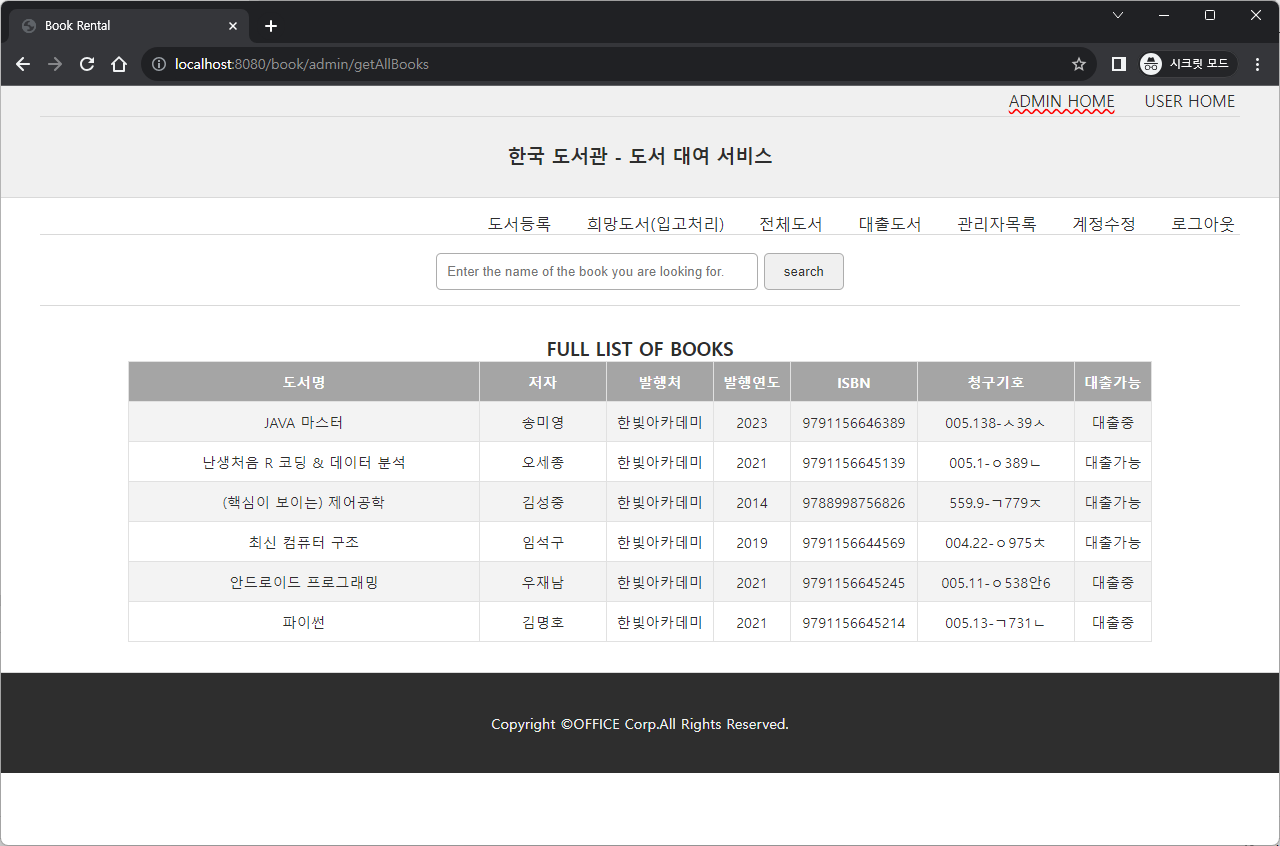 Book Rental
localhost:8080/book/admin/getAllBooks
시크릿 모드
ADMIN HOME USER HOME
한국 도서관 - 도서 대여 서비스
도서등록 희망도서(입고처리) 전체도서 대출도서 관리자목록 계정수정 로그아웃
Enter the name of the book you are looking for. search
FULL LIST OF BOOKS
도서명 저자 발행처 발행연도 ISBN 청구기호 대출가능
JAVA 마스터 송미영 한빛아카데미 2023 9791156646389 005.138-ㅅ39ㅅ 대출중
난생처음 R 코딩 & 데이터 분석 오세종 한빛아카데미 2021 9791156645139 005.1-ㅇ389ㄴ 대출가능
(핵심이 보이는) 제어공학 김성중 한빛아카데미 2014 9788998756826 559.9-ㄱ779ㅈ 대출가능
최신 컴퓨터 구조 임석구 한빛아카데미 2019 9791156644569 004.22-ㅇ975ㅊ 대출가능
안드로이드 프로그래밍 우재남 한빛아카데미 2021 9791156645245 005.11-ㅇ538안6 대출중
파이썬 김명호 한빛아카데미 2021 9791156645214 005.13-ㄱ731ㄴ 대출중
Copyright ©OFFICE Corp.All Rights Reserved.